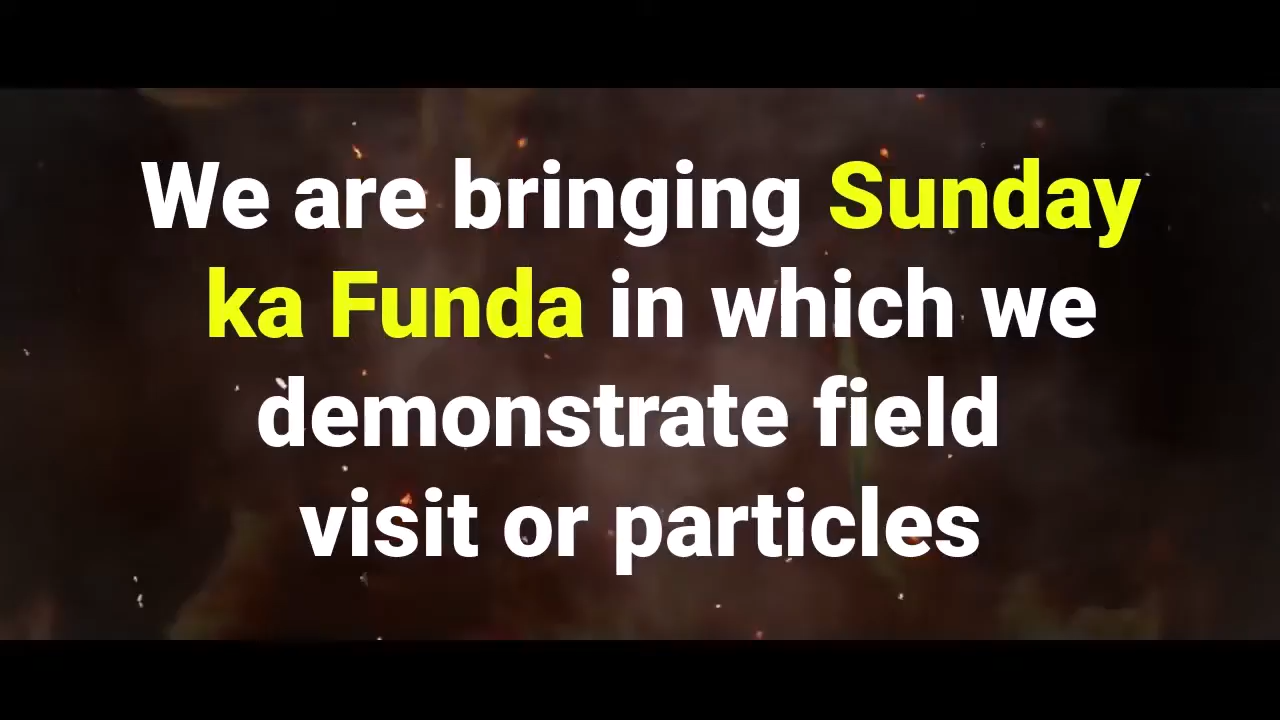 We are bringing Sunday
ka Funda in which we
demonstrate field
visit or particles